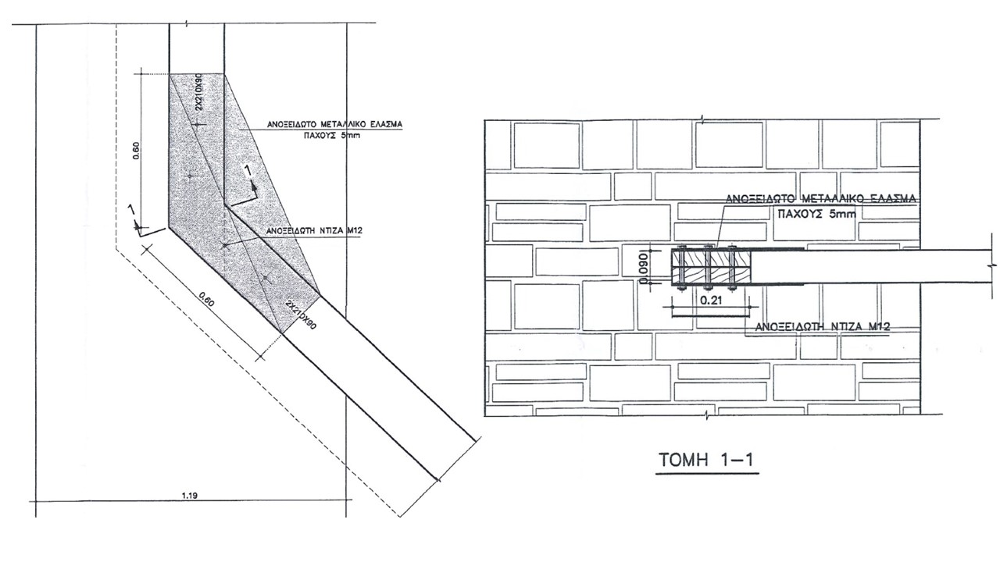 2X210X90
ΑΝΟΞΕΙΔΩΤΟ ΜΕΤΑΛΛΙΚΟ ΕΛΑΣΜΑ
ΠΑΧΟΥΣ 5mm
0.60
1
1
ΑΝΟΞΕΙΔΩΤΗ ΝΤΙΖΑ Μ12
0.60
2X210X90
1.19
ΑΝΟΞΕΙΔΩΤΟ ΜΕΤΑΛΛΙΚΟ ΕΛΑΣΜΑ
ΠΑΧΟΥΣ 5mm
0.090
0.21
ΑΝΟΞΕΙΔΩΤΗ ΝΤΙΖΑ Μ12
ΤΟΜΗ 1-1